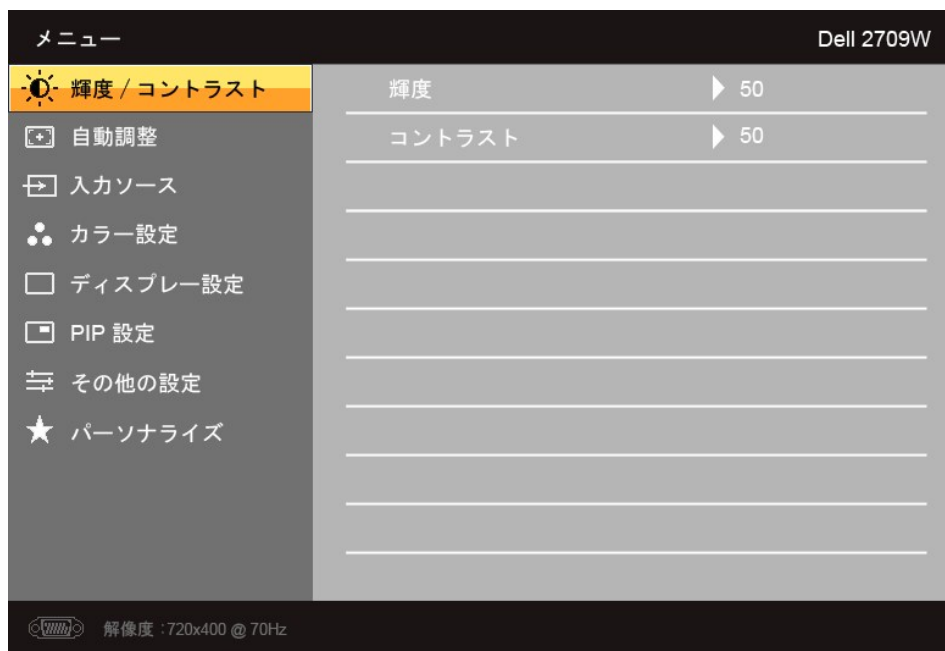 メニュー
Dell 2709W
輝度 / コントラスト
輝度
50
自動調整
コントラスト
50
入力ソース
カラー設定
ディスプレー設定
PIP 設定
その他の設定
パーソナライズ
解像度 :720x400 @ 70Hz